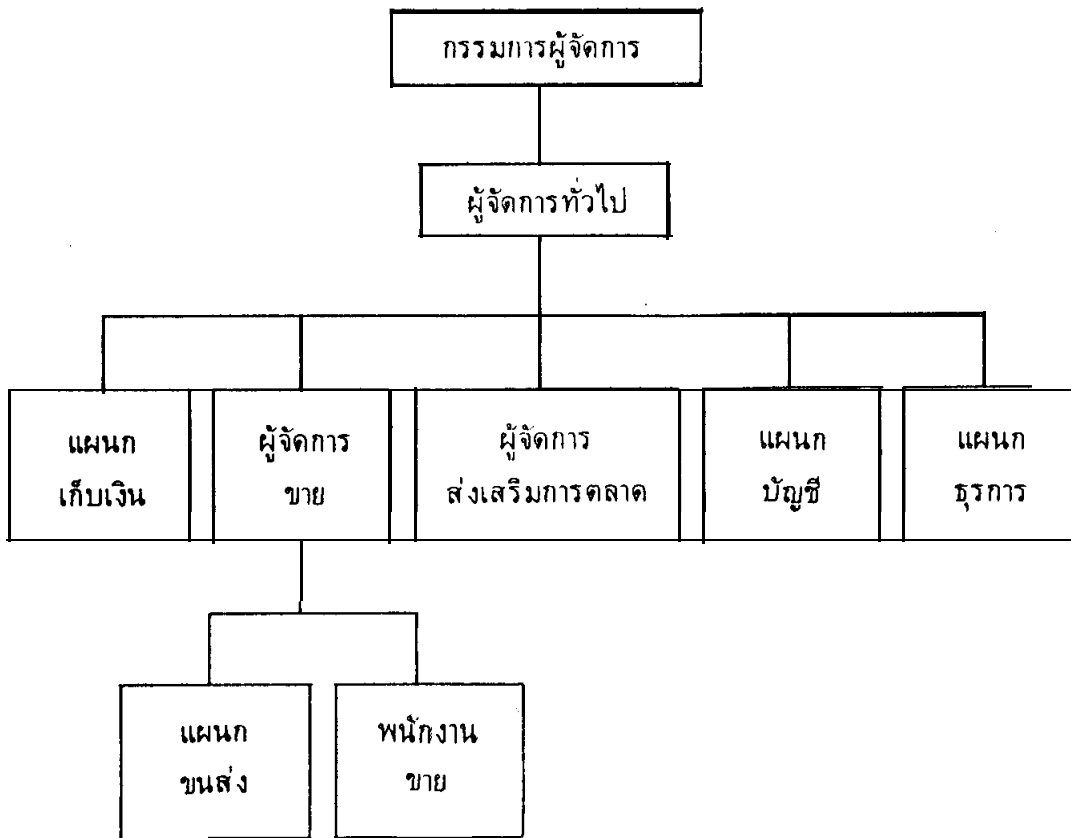 กรรมการผู้จัดการ
ผู้จัดการทั่วไป
แผนก
เก็บเงิน
ผู้จัดการ
ขาย
ผู้จัดการ
ส่งเสริมการตลาด
แผนก
บัญชี
แผนก
ธุรการ
แผนก
ขนส่ง
พนักงาน
ขาย